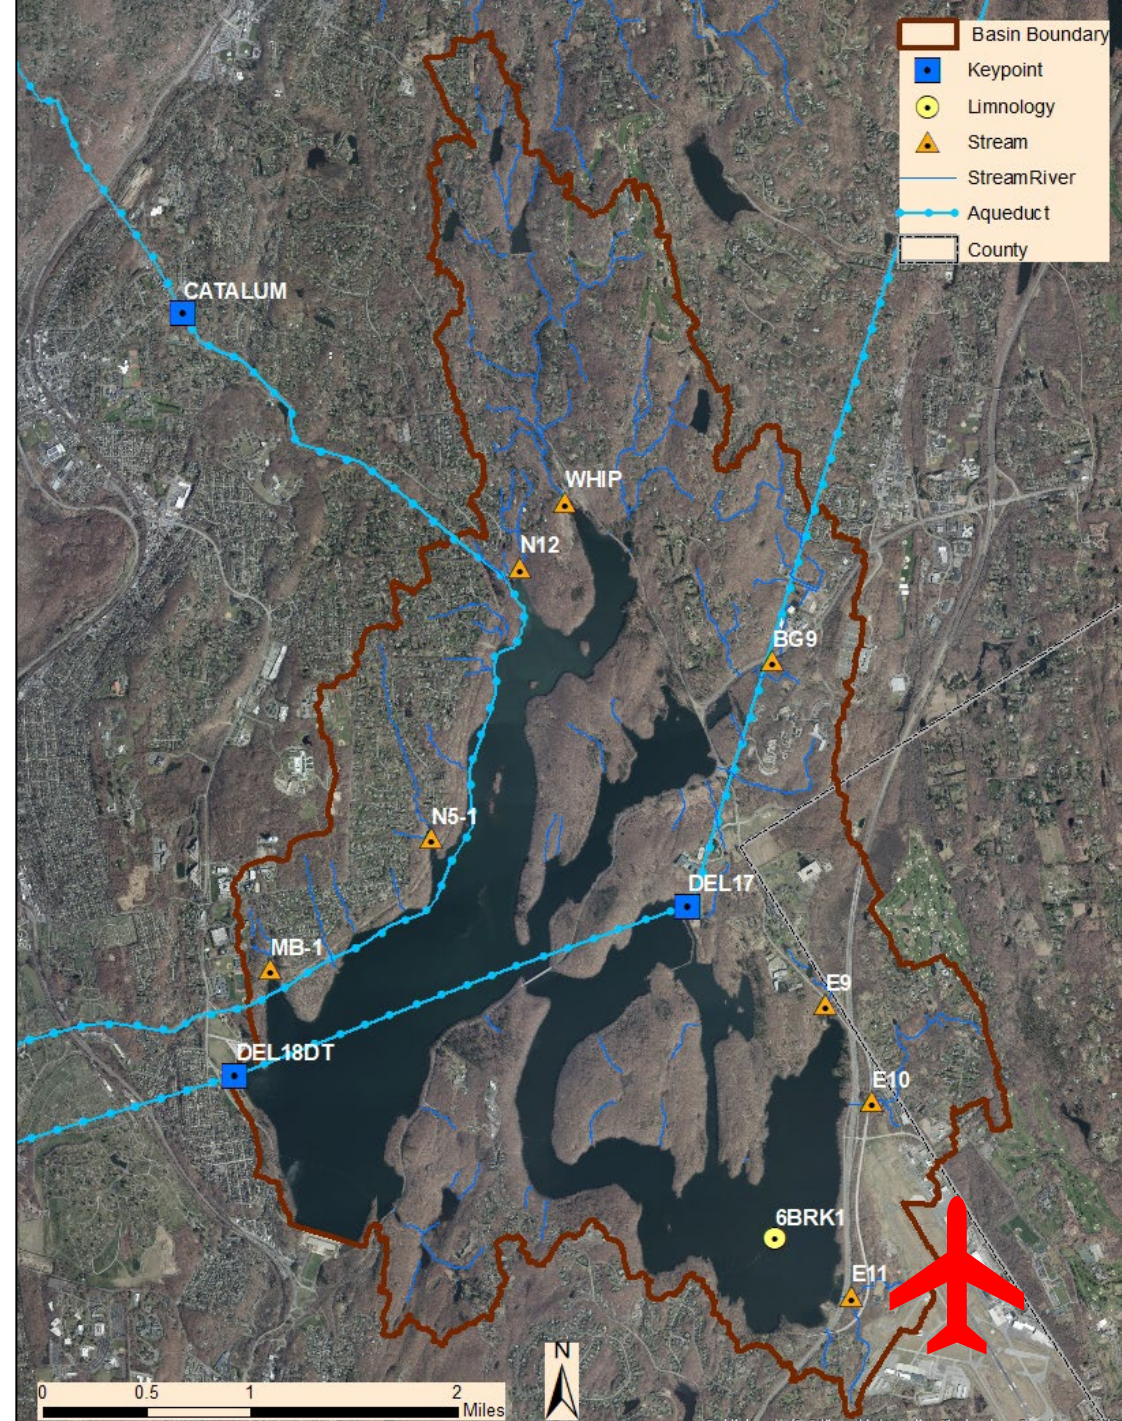 Basin Boundary
Keypoint
Limnology
Stream
StreamRiver
Aqueduct
County
CATALUM
WHIP
N12
BG9
N5-1
DEL17
MB-1
E9
DEL18DT
E10
6BRK1
E11
N
0 0.5 1 2
Miles